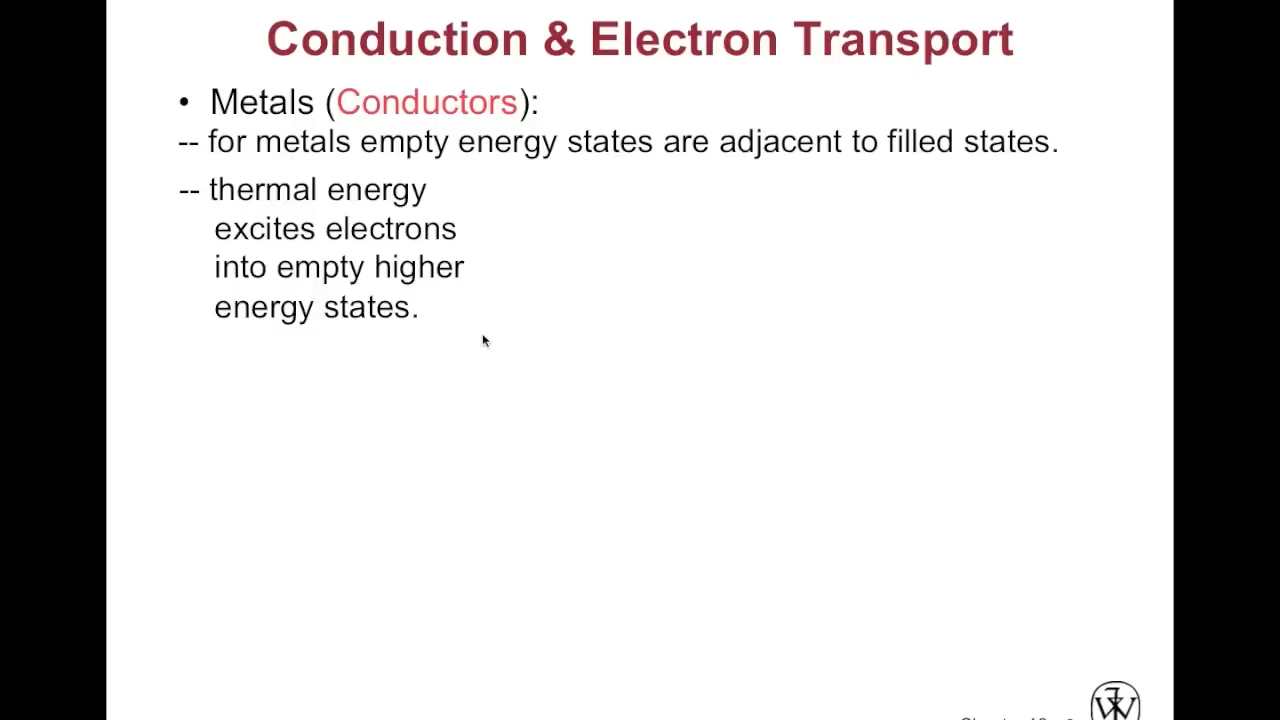 Conduction & Electron Transport
• Metals (Conductors):
-- for metals empty energy states are adjacent to filled states.
-- thermal energy
excites electrons
into empty higher
energy states.